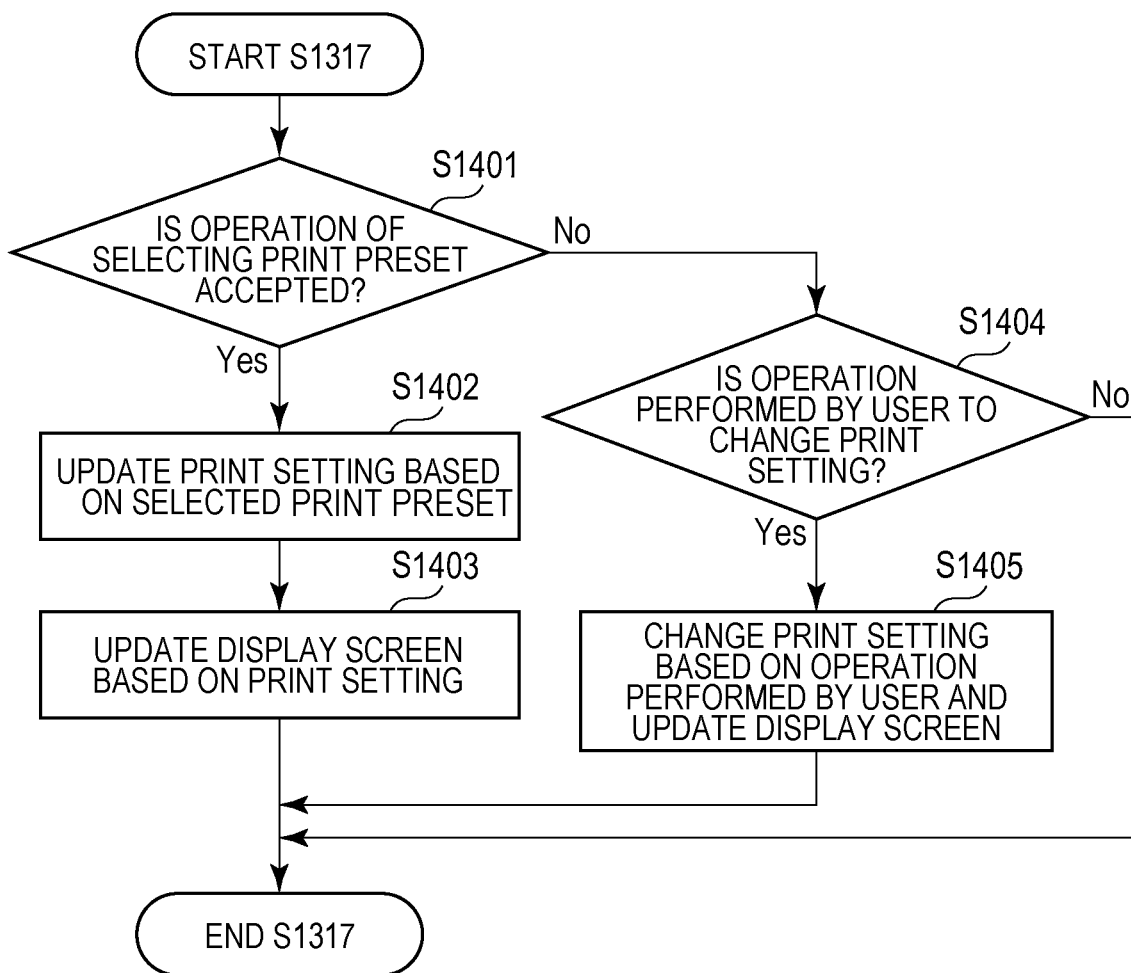 START S1317
S1401
IS OPERATION OF
SELECTING PRINT PRESET
ACCEPTED?
No
Yes
S1404
IS OPERATION
PERFORMED BY USER TO
CHANGE PRINT
SETTING?
No
Yes
S1402
UPDATE PRINT SETTING BASED
ON SELECTED PRINT PRESET
S1403
UPDATE DISPLAY SCREEN
BASED ON PRINT SETTING
S1405
CHANGE PRINT SETTING
BASED ON OPERATION
PERFORMED BY USER AND
UPDATE DISPLAY SCREEN
END S1317